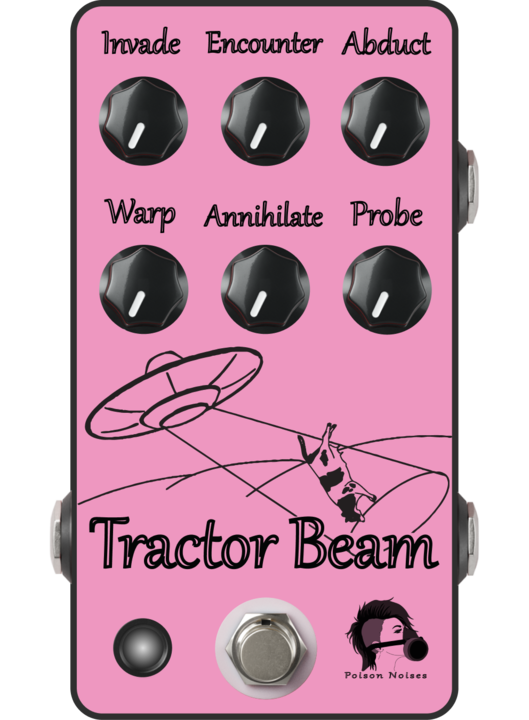 Invade Encounter Abduct
Warp Annihilate Probe
Tractor Beam
Poison Noises